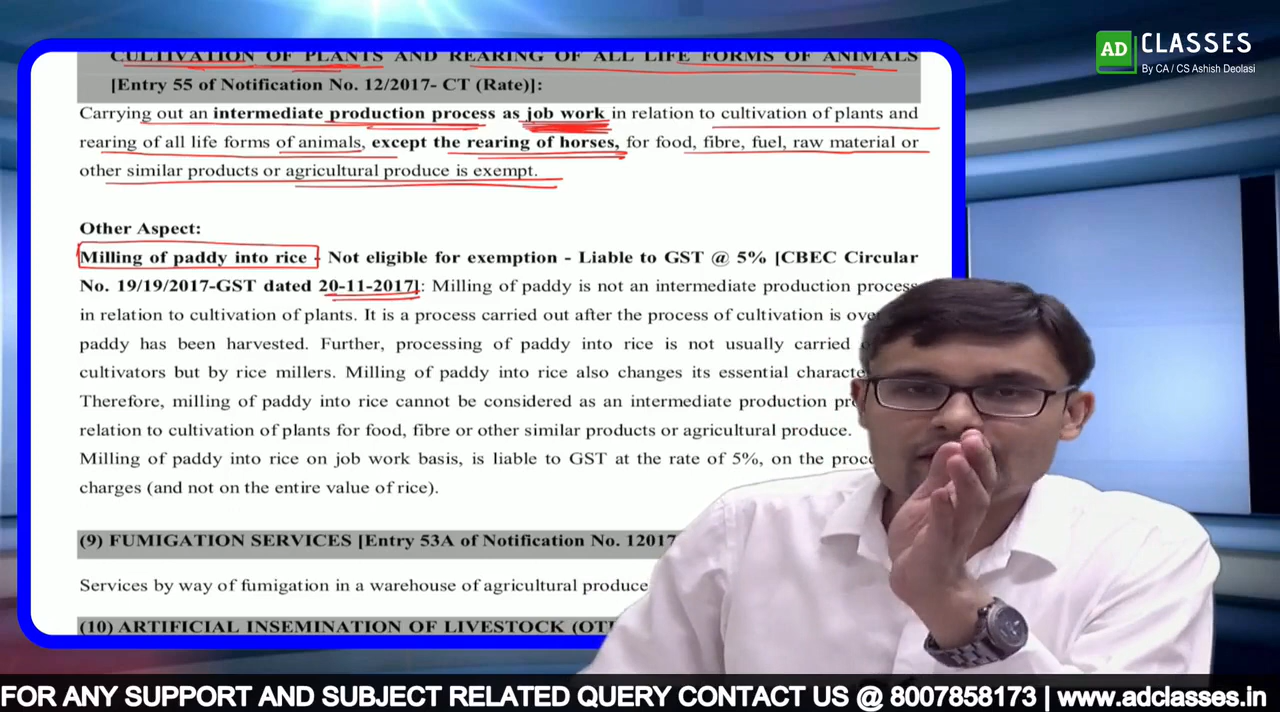 AD CLASSES
By CA / CS Ashish Deolasi
CULTIVATION OF PLANTS AND REARING OF ALL LIFE FORMS OF ANIMALS
[Entry 55 of Notification No. 12/2017- CT (Rate)]:
Carrying out an intermediate production process as job work in relation to cultivation of plants and
rearing of all life forms of animals, except the rearing of horses, for food, fibre, fuel, raw material or
other similar products or agricultural produce is exempt.
Other Aspect:
Milling of paddy into rice - Not eligible for exemption - Liable to GST @ 5% [CBEC Circular
No. 19/19/2017-GST dated 20-11-2017]: Milling of paddy is not an intermediate production process
in relation to cultivation of plants. It is a process carried out after the process of cultivation is
paddy has been harvested. Further, processing of paddy into rice is not usually carried
cultivators but by rice millers. Milling of paddy into rice also changes its essential
Therefore, milling of paddy into rice cannot be considered as an intermediate production
relation to cultivation of plants for food, fibre or other similar products or agricultural produce.
Milling of paddy into rice on job work basis, is liable to GST at the rate of 5%, on the
charges (and not on the entire value of rice).
(9) FUMIGATION SERVICES [Entry 53A of Notification No. 12017
Services by way of fumigation in a warehouse of agricultural produce
(10) ARTIFICIAL INSEMINATION OF LIVESTOCK
FOR ANY SUPPORT AND SUBJECT RELATED QUERY CONTACT US @ 8007858173 | www.adclasses.in